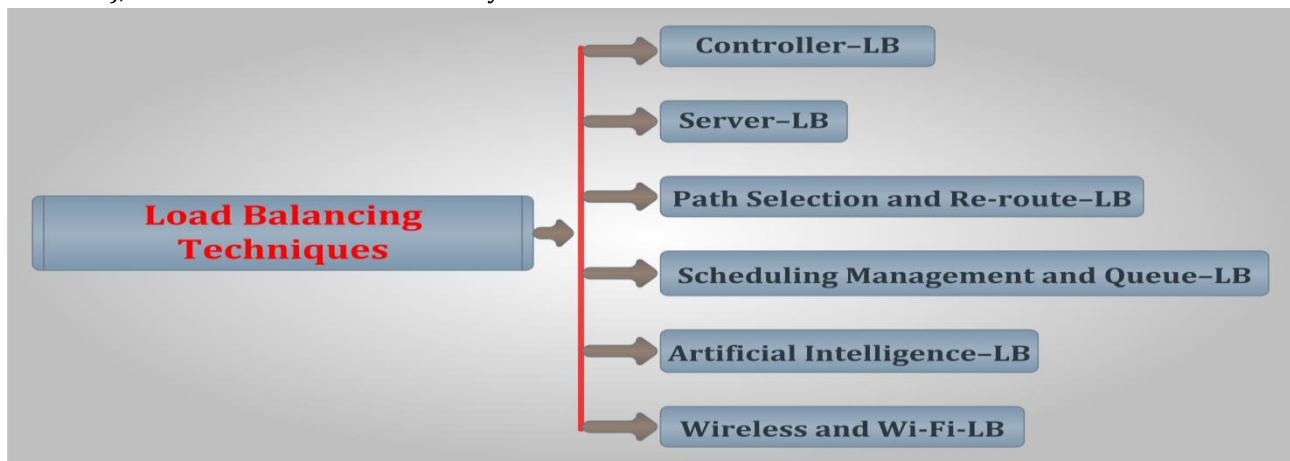 Load Balancing
Techniques
Controller–LB
Server–LB
Path Selection and Re-route–LB
Scheduling Management and Queue–LB
Artificial Intelligence–LB
Wireless and Wi-Fi-LB